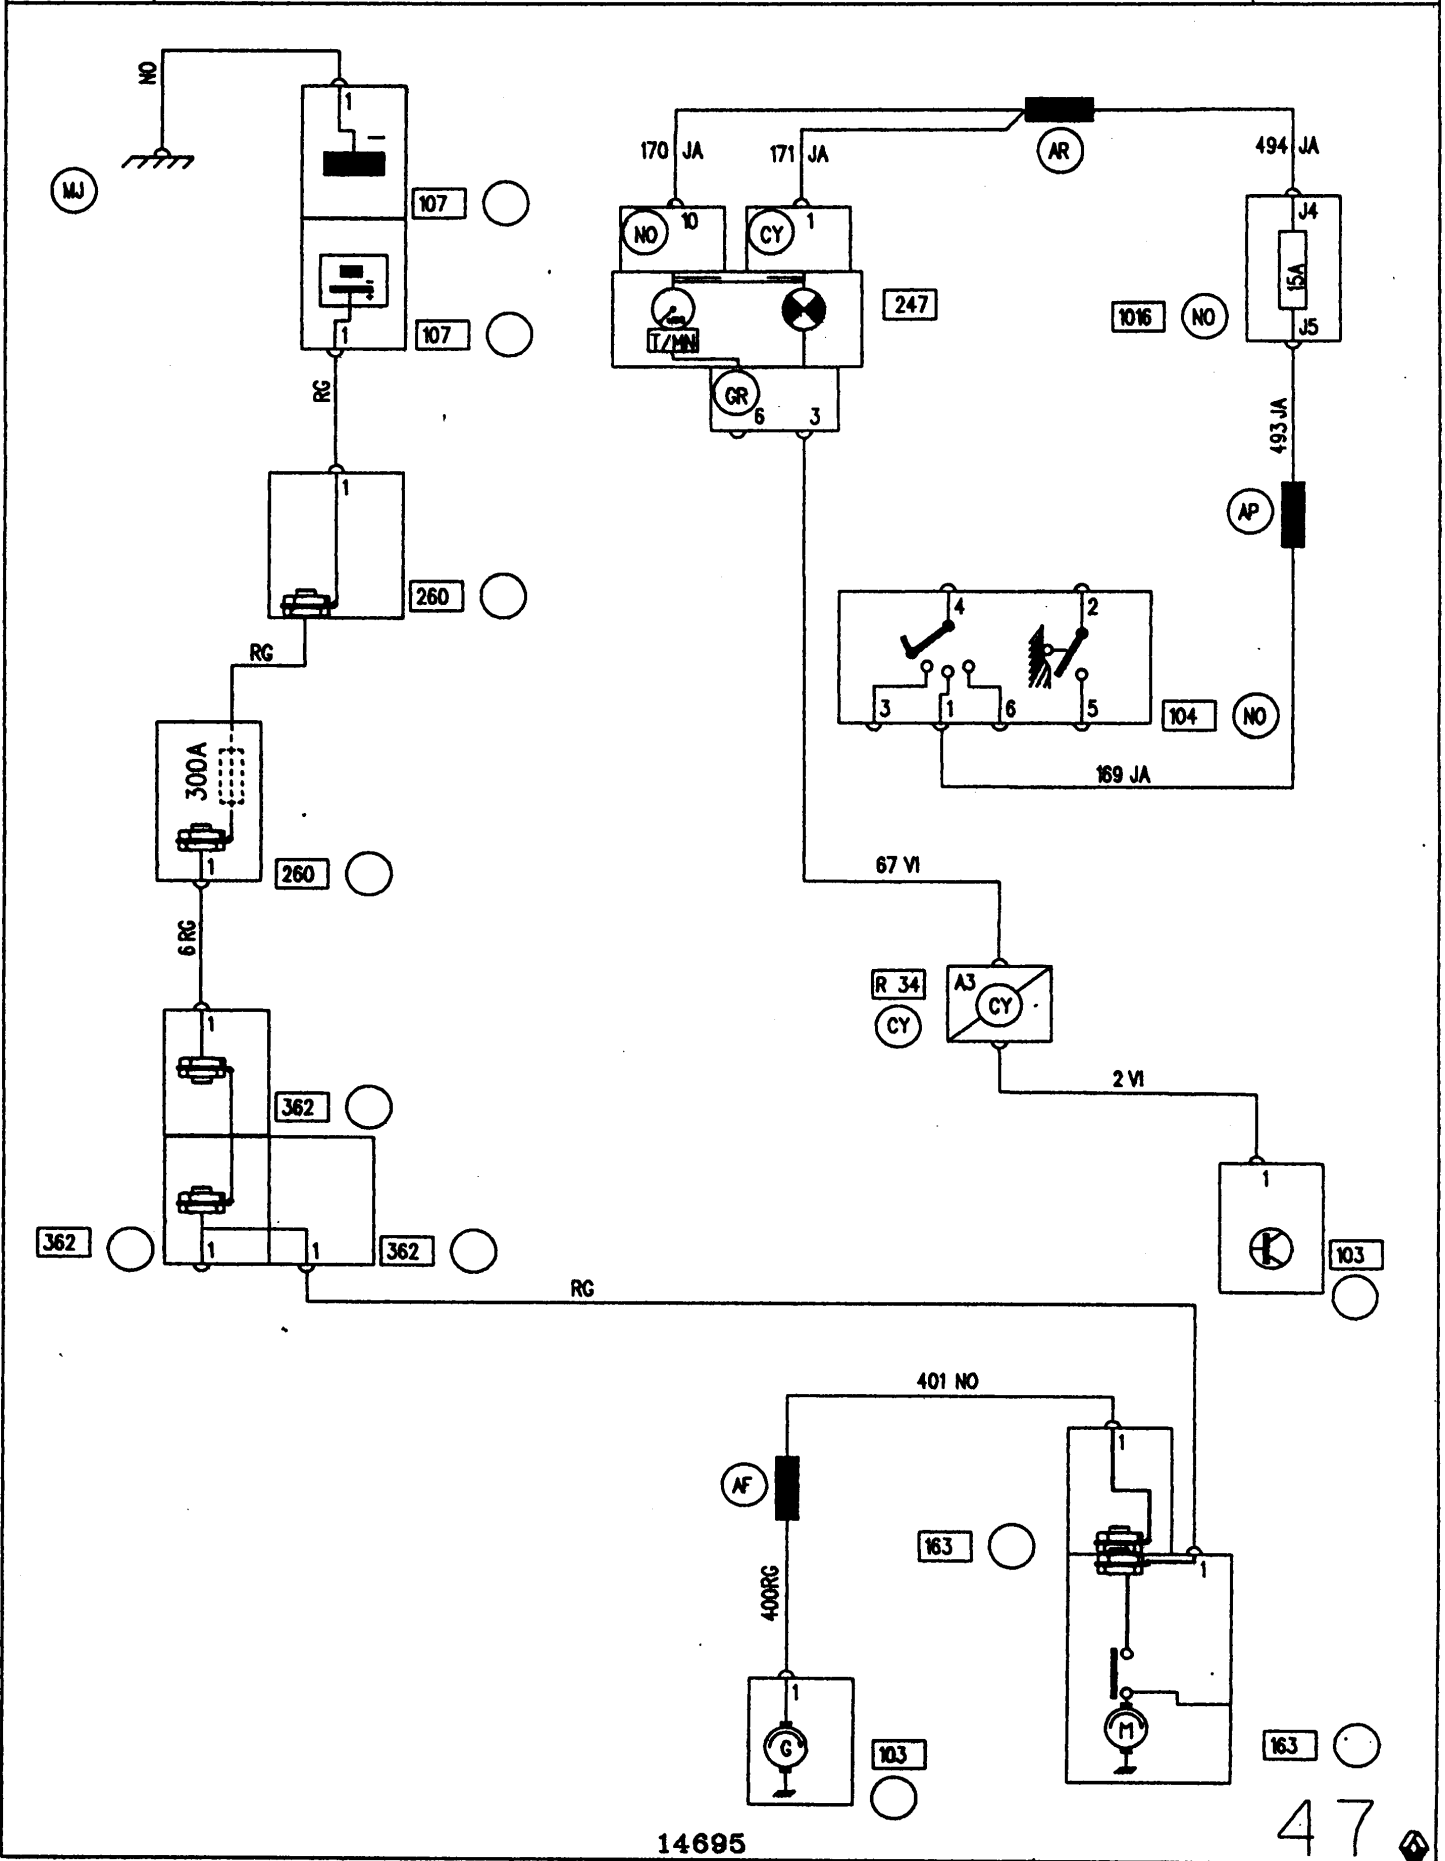 NO
1
−
MJ
107
− +
1
107
RG
1
260
RG
300A
1
260
6 RG
1
362
362
1
1
362
RG
170 JA
171 JA
AR
494 JA
NO
10
CY
1
T/MN
247
GR
6
3
J4
15A
J5
1016
NO
493 JA
AP
4
2
3
1
6
5
104
NO
169 JA
67 VI
R 34
CY
A3
CY
2 VI
1
103
401 NO
AF
400RG
1
G
103
1
163
1
M
163
14695
47